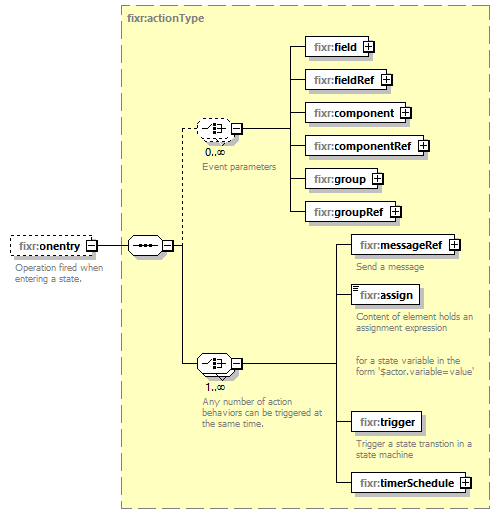 fixr:actionType
fixr:field
fixr:fieldRef
fixr:component
0..∞
Event parameters
fixr:componentRef
fixr:group
fixr:groupRef
fixr:onentry
Operation fired when
entering a state.
fixr:messageRef
Send a message
fixr:assign
Content of element holds an
assignment expression
for a state variable in the
form '$actor.variable=value'
1..∞
Any number of action
behaviors can be triggered at
the same time.
fixr:trigger
Trigger a state transtion in a
state machine
fixr:timerSchedule